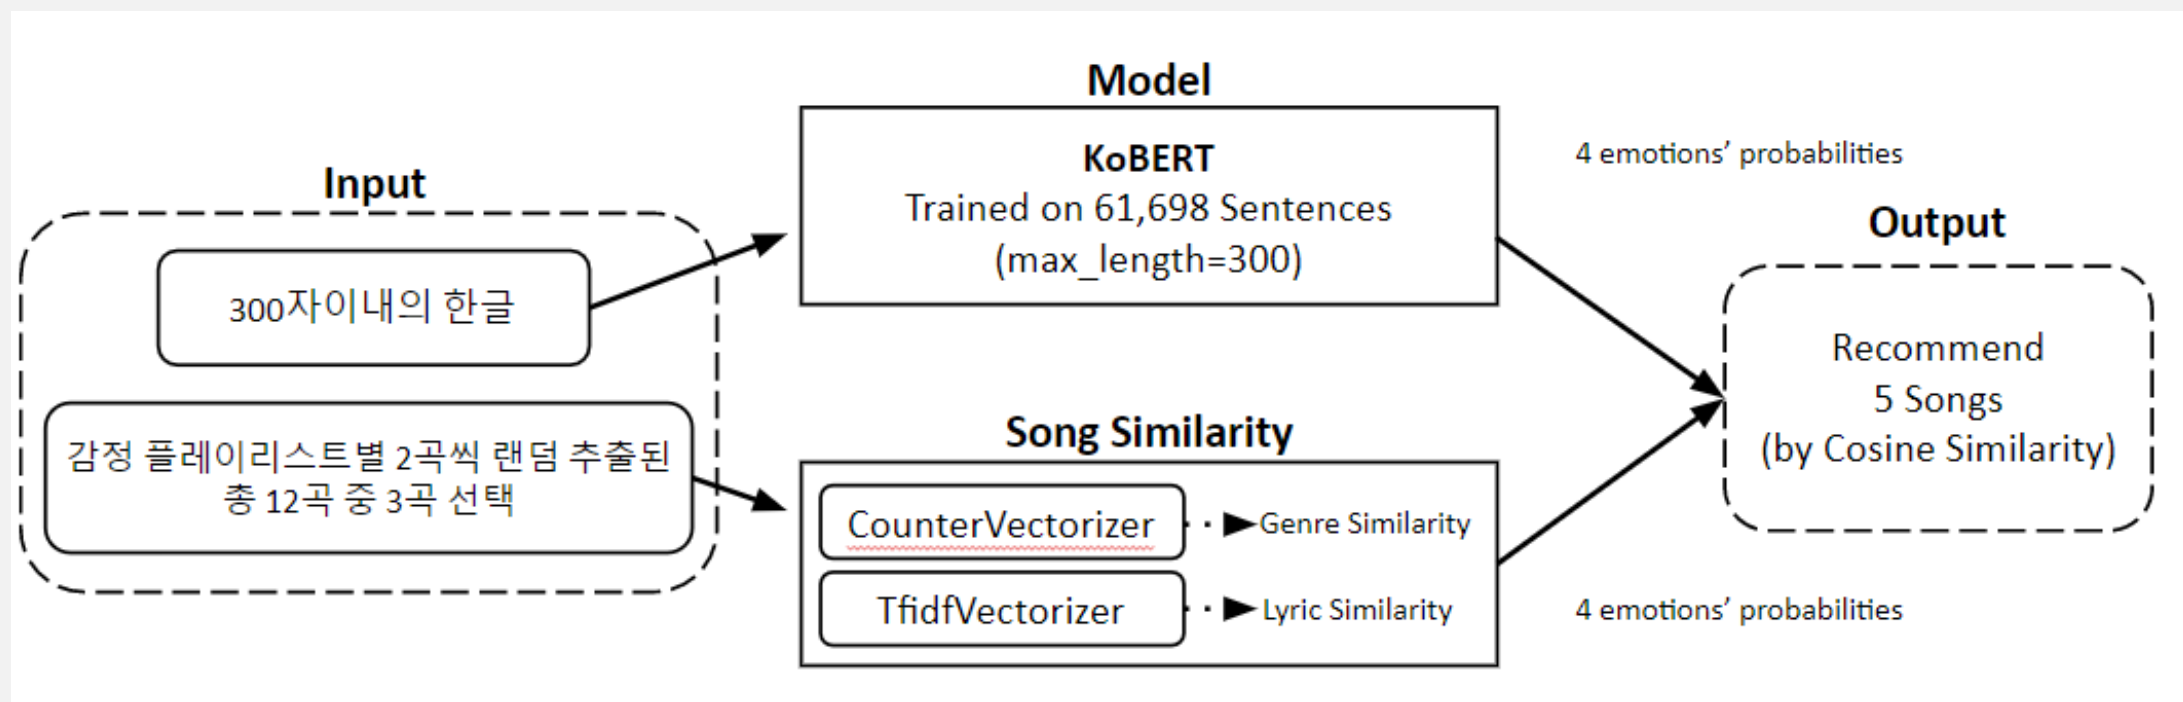 Input
300자이내의 한글
감정 플레이리스트별 2곡씩 랜덤 추출된
총 12곡 중 3곡 선택
Model
KoBERT
Trained on 61,698 Sentences
(max_length=300)
Song Similarity
CounterVectorizer
Genre Similarity
TfidfVectorizer
Lyric Similarity
4 emotions’ probabilities
4 emotions’ probabilities
Output
Recommend
5 Songs
(by Cosine Similarity)